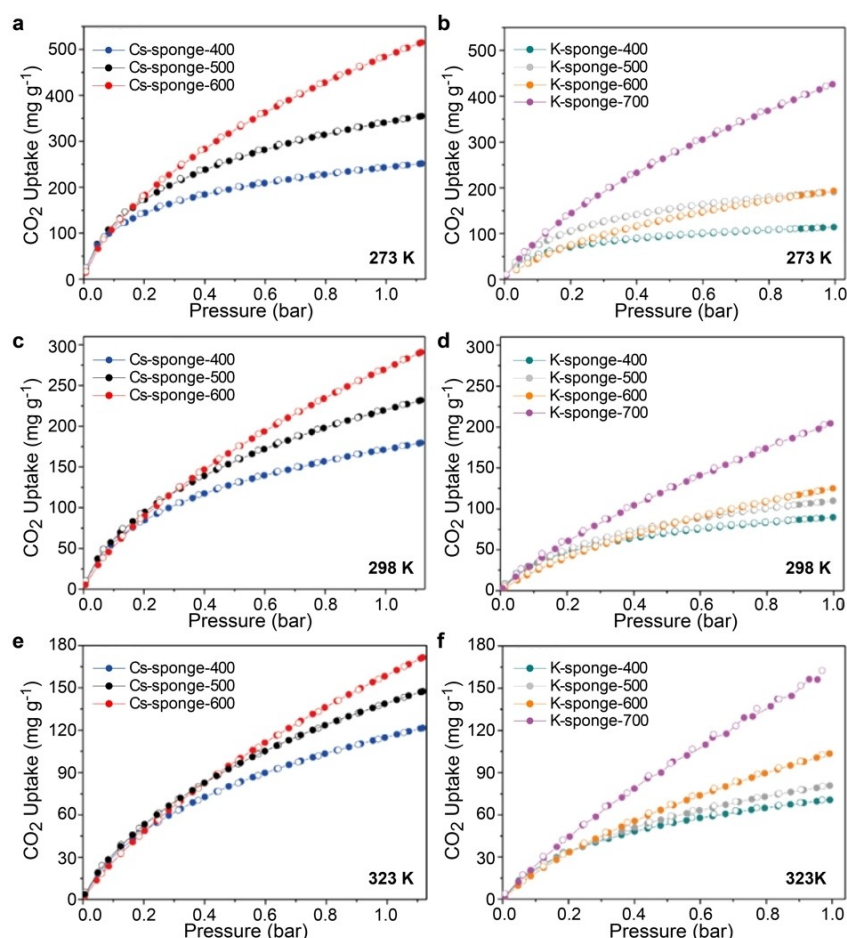 a
Cs-sponge-400
Cs-sponge-500
Cs-sponge-600
CO2 Uptake (mg g-1)
500
400
300
200
100
0
273 K
0.0 0.2 0.4 0.6 0.8 1.0
Pressure (bar)
b
K-sponge-400
K-sponge-500
K-sponge-600
K-sponge-700
CO2 Uptake (mg g-1)
500
400
300
200
100
0
273 K
0.0 0.2 0.4 0.6 0.8 1.0
Pressure (bar)
c
Cs-sponge-400
Cs-sponge-500
Cs-sponge-600
CO2 Uptake (mg g-1)
300
250
200
150
100
50
0
298 K
0.0 0.2 0.4 0.6 0.8 1.0
Pressure (bar)
d
K-sponge-400
K-sponge-500
K-sponge-600
K-sponge-700
CO2 Uptake (mg g-1)
300
250
200
150
100
50
0
298 K
0.0 0.2 0.4 0.6 0.8 1.0
Pressure (bar)
e
Cs-sponge-400
Cs-sponge-500
Cs-sponge-600
CO2 Uptake (mg g-1)
180
150
120
90
60
30
0
323 K
0.0 0.2 0.4 0.6 0.8 1.0
Pressure (bar)
f
K-sponge-400
K-sponge-500
K-sponge-600
K-sponge-700
CO2 Uptake (mg g-1)
180
150
120
90
60
30
0
323K
0.0 0.2 0.4 0.6 0.8 1.0
Pressure (bar)